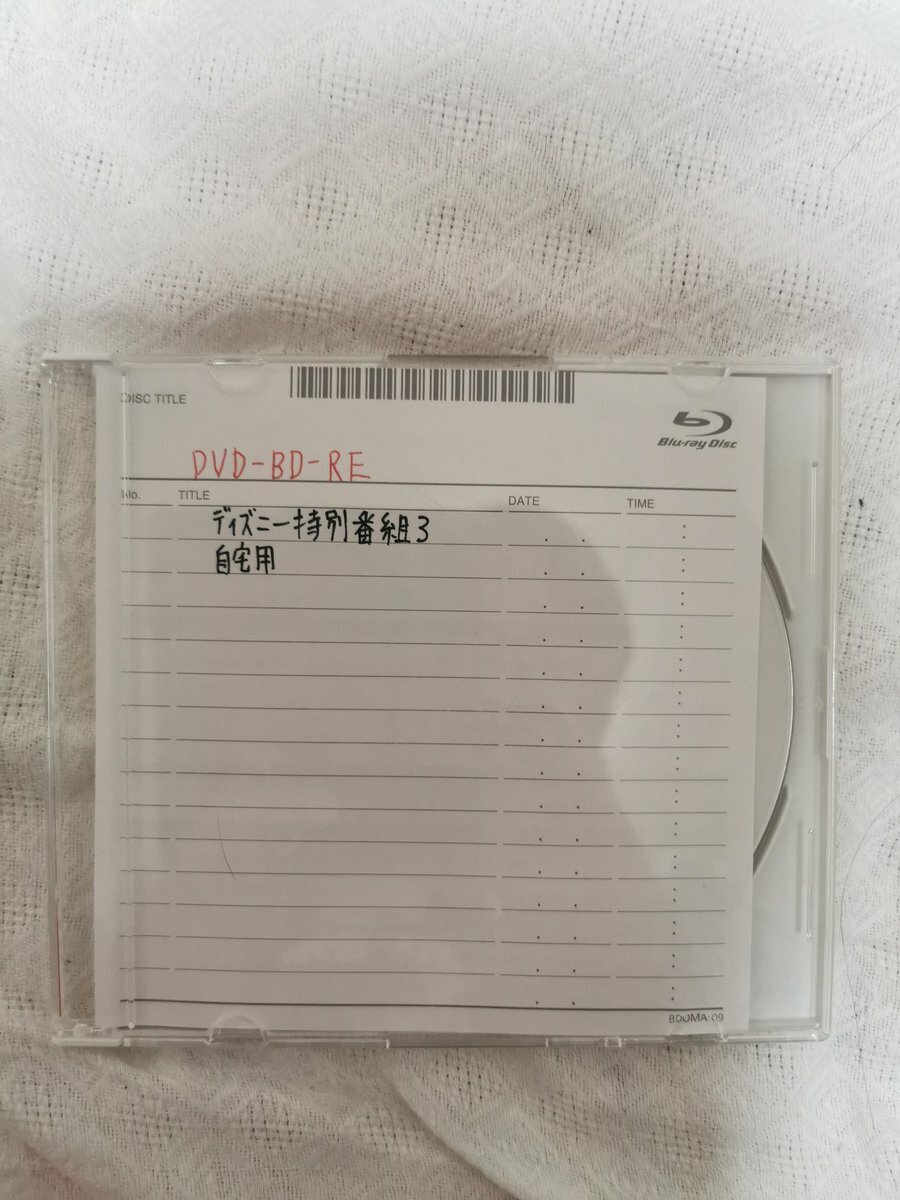 DISC TITLE
Blu-ray Disc
DVD-BD-RE
No. TITLE DATE TIME
ディズニー特別番組3
自宅用
BDOMA-09